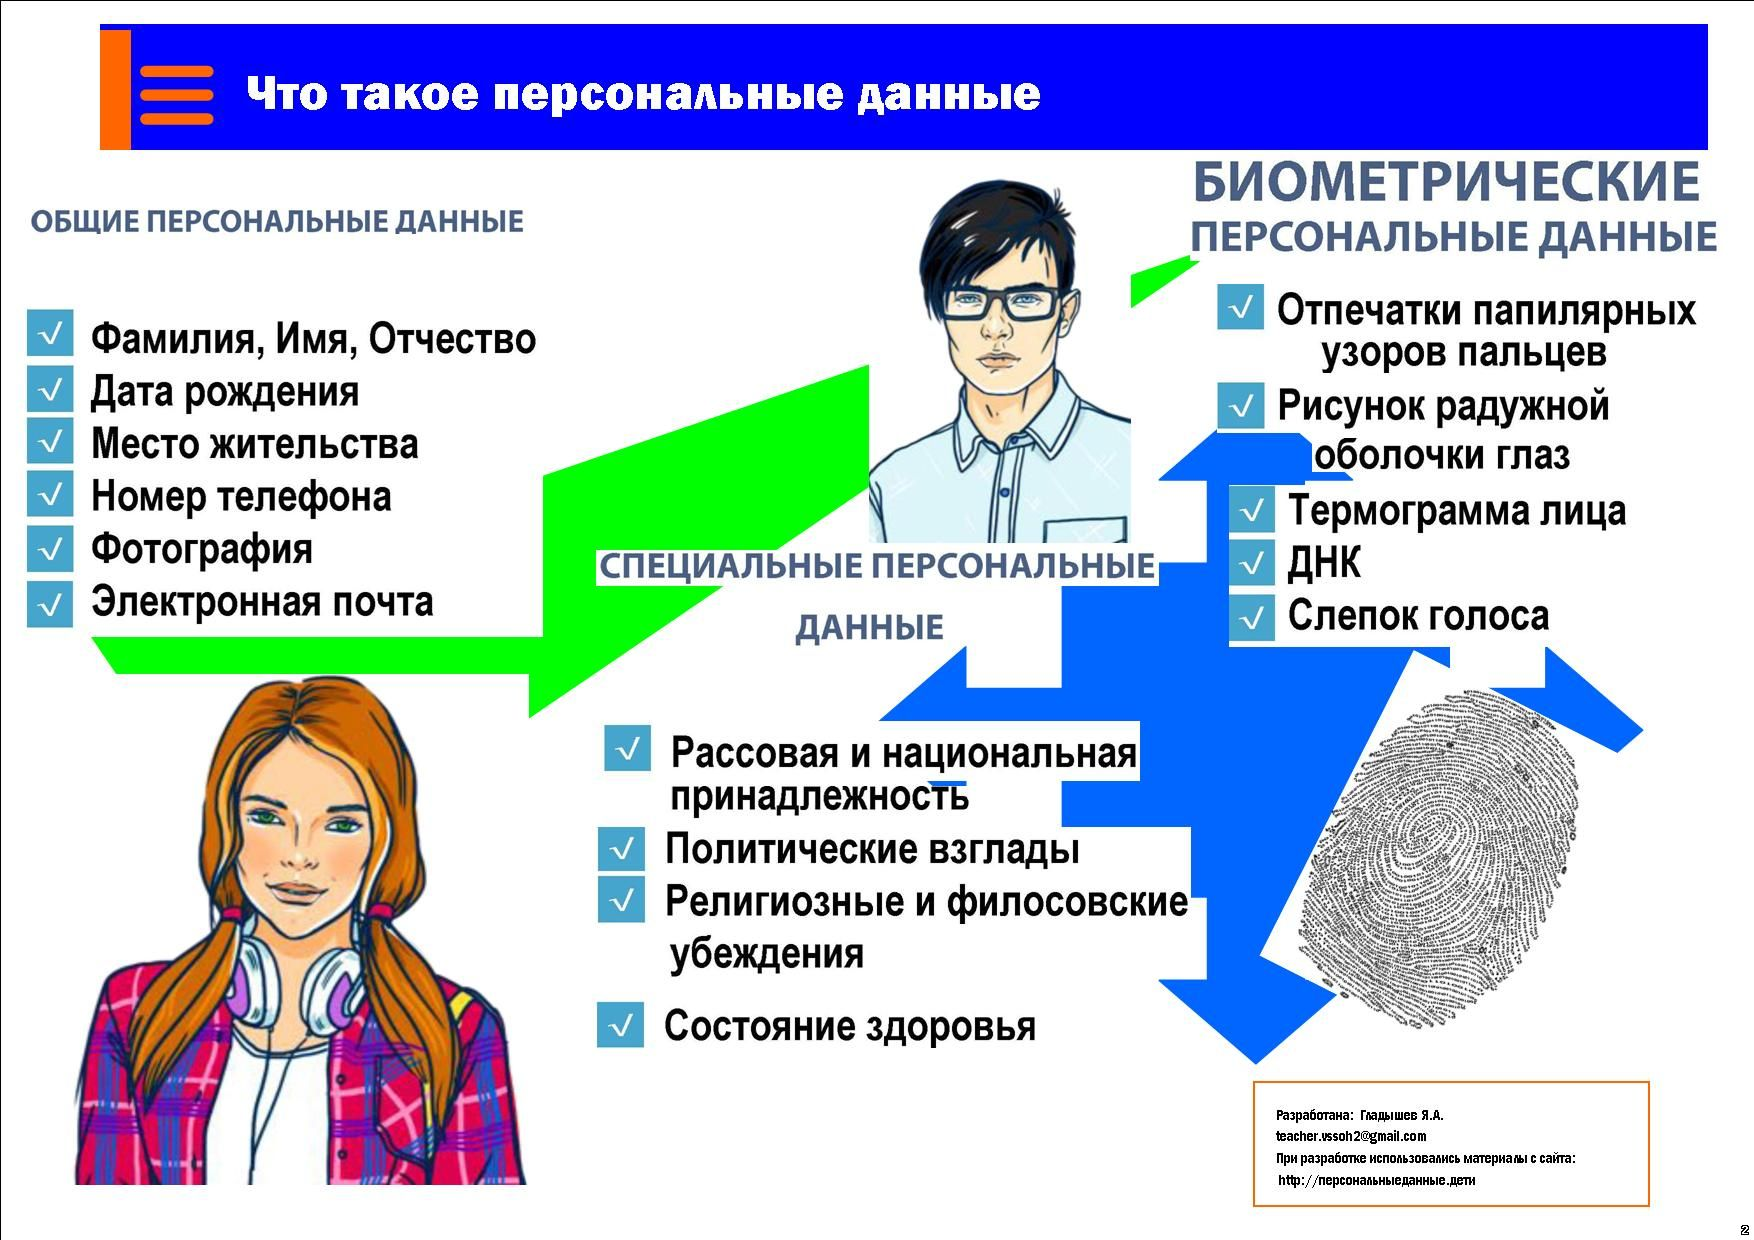 Что такое персональные данные
ОБЩИЕ ПЕРСОНАЛЬНЫЕ ДАННЫЕ
Фамилия, Имя, Отчество
Дата рождения
Место жительства
Номер телефона
Фотография
Электронная почта
СПЕЦИАЛЬНЫЕ ПЕРСОНАЛЬНЫЕ
ДАННЫЕ
Рассовая и национальная
принадлежность
Политические взглады
Религиозные и филосовские
убеждения
Состояние здоровья
БИОМЕТРИЧЕСКИЕ
ПЕРСОНАЛЬНЫЕ ДАННЫЕ
Отпечатки папилярных
узоров пальцев
Рисунок радужной
оболочки глаз
Термограмма лица
ДНК
Слепок голоса
Разработана: Гладышев Я.А.
teacher.vssoh2@gmail.com
При разработке использовались материалы с сайта:
http://персональныеданные.дети
2